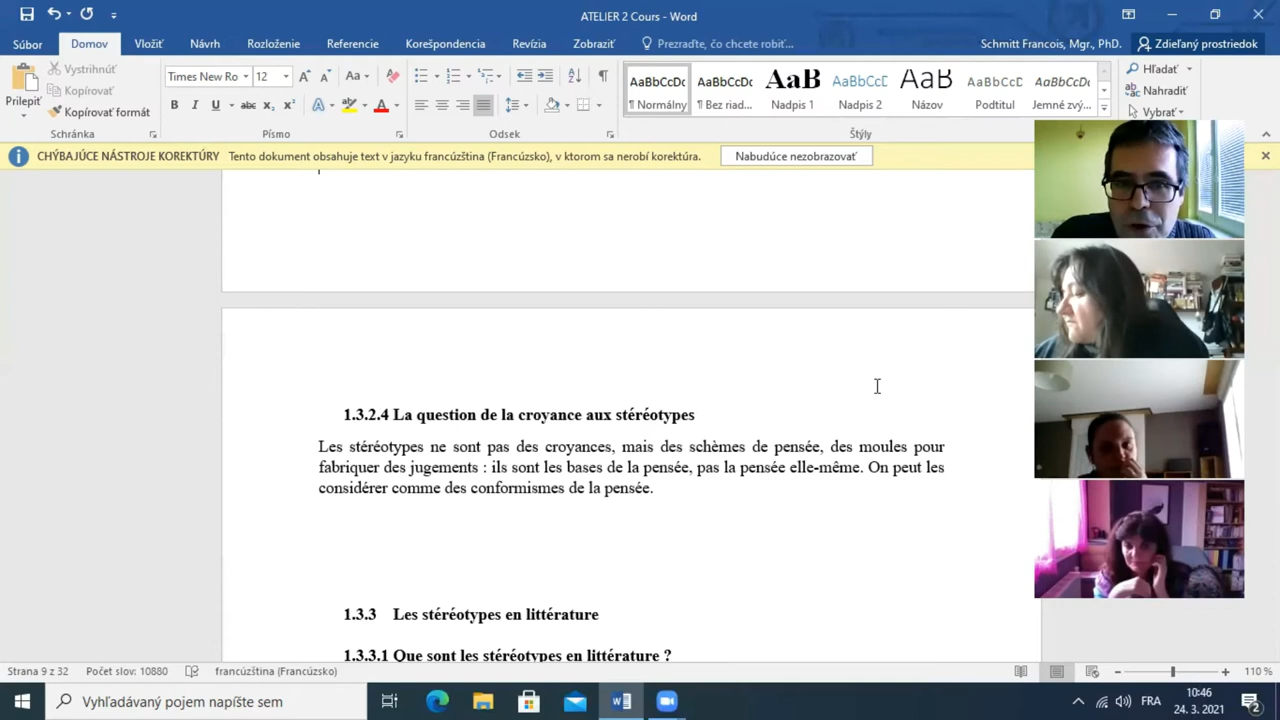 ATELIER 2 Cours - Word
Súbor Domov Vložiť Návrh Rozloženie Referencie Korešpondencia Revízia Zobraziť Prezraďte, čo chcete robiť... Schmitt Francois, Mgr., PhD. Zdieľaný prostriedok
Prilepiť
Vystrihnúť
Kopírovať
Kopírovať formát
Schránka
Times New Ro 12
Písmo
Odsek
AaBbCcDc AaBbCcDc AaB AaBbCcD AaB AaBbCcD AaBbCcDc
¶ Normálny ¶ Bez riad... Nadpis 1 Nadpis 2 Názov Podtitul Jemné zvý...
Štýly
Hľadať
Nahradiť
Vybrať
CHÝBAJÚCE NÁSTROJE KOREKTÚRY Tento dokument obsahuje text v jazyku francúzština (Francúzsko), v ktorom sa nerobí korektúra. Nabudúce nezobrazovať
1.3.2.4 La question de la croyance aux stéréotypes
Les stéréotypes ne sont pas des croyances, mais des schèmes de pensée, des moules pour
fabriquer des jugements : ils sont les bases de la pensée, pas la pensée elle-même. On peut les
considérer comme des conformismes de la pensée.
1.3.3 Les stéréotypes en littérature
1.3.3.1 Que sont les stéréotypes en littérature ?
Strana 9 z 32 Počet slov: 10880 francúzština (Francúzsko) 110 %
Vyhľadávaný pojem napíšte sem
FRA
10:46
24. 3. 2021
2